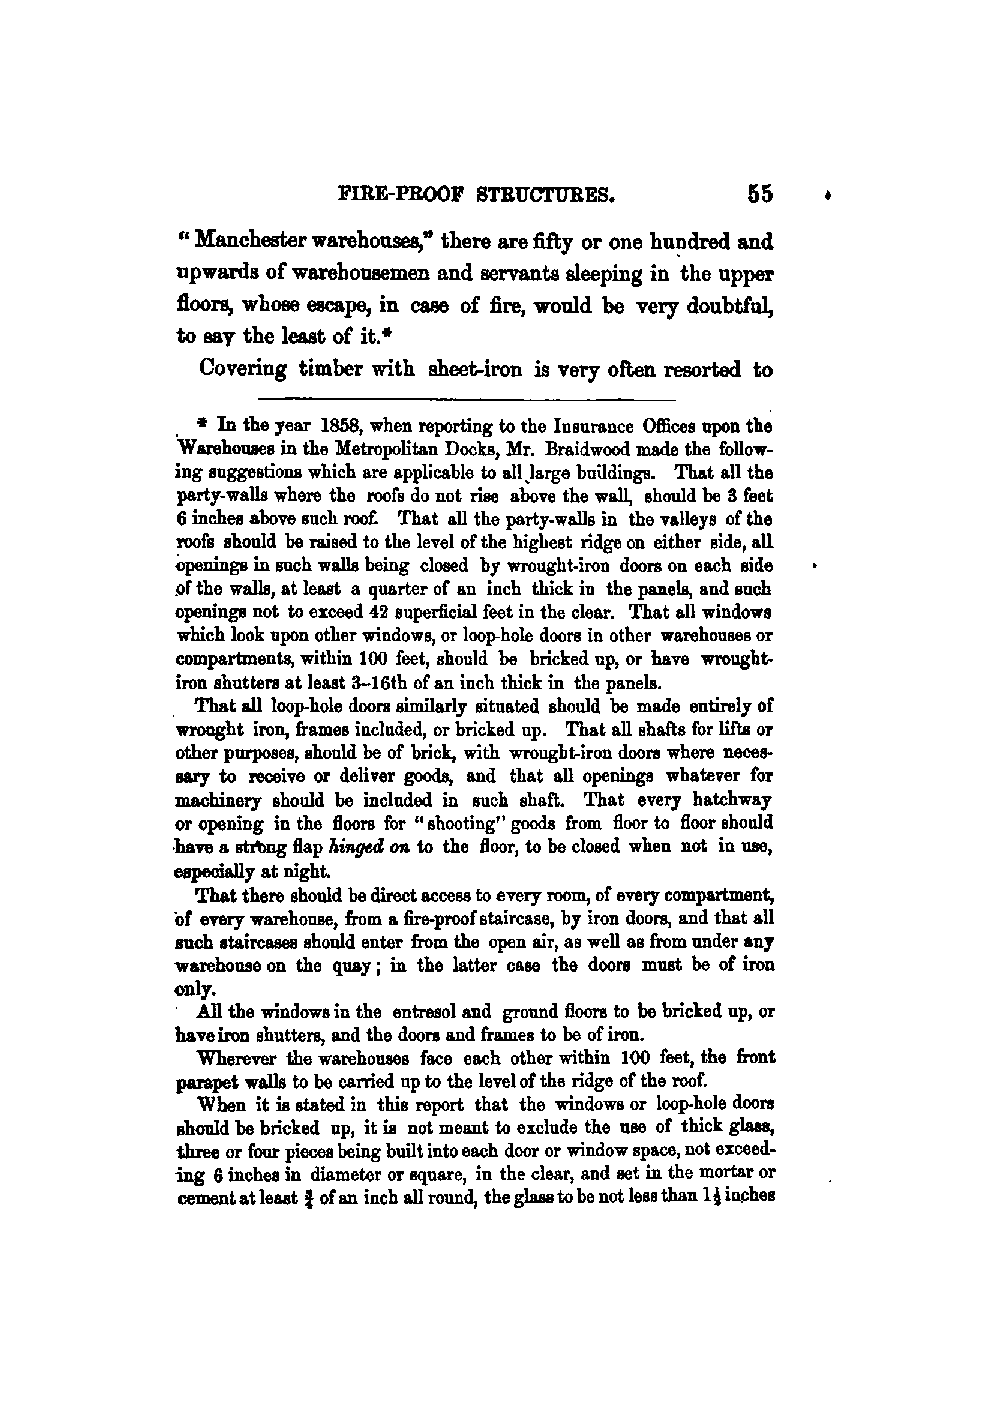 FIRE-PROOF STRUCTURES. 55
“Manchester warehouses,” there are fifty or one hundred and
upwards of warehousemen and servants sleeping in the upper
floors, whose escape, in case of fire, would be very doubtful,
to say the least of it.*
Covering timber with sheet-iron is very often resorted to
* In the year 1858, when reporting to the Insurance Offices upon the
Warehouses in the Metropolitan Docks, Mr. Braidwood made the follow-
ing suggestions which are applicable to all large buildings. That all the
party-walls where the roofs do not rise above the wall, should be 3 feet
6 inches above such roof. That all the party-walls in the valleys of the
roofs should be raised to the level of the highest ridge on either side, all
openings in such walls being closed by wrought-iron doors on each side
of the walls, at least a quarter of an inch thick in the panels, and such
openings not to exceed 42 superficial feet in the clear. That all windows
which look upon other windows, or loop-hole doors in other warehouses or
compartments, within 100 feet, should be bricked up, or have wrought-
iron shutters at least 3–16th of an inch thick in the panels.
That all loop-hole doors similarly situated should be made entirely of
wrought iron, frames included, or bricked up. That all shafts for lifts or
other purposes, should be of brick, with wrought-iron doors where neces-
sary to receive or deliver goods, and that all openings whatever for
machinery should be included in such shaft. That every hatchway
or opening in the floors for “shooting” goods from floor to floor should
have a strong flap hinged on to the floor, to be closed when not in use,
especially at night.
That there should be direct access to every room, of every compartment,
of every warehouse, from a fire-proof staircase, by iron doors, and that all
such staircases should enter from the open air, as well as from under any
warehouse on the quay; in the latter case the doors must be of iron
only.
All the windows in the entresol and ground floors to be bricked up, or
have iron shutters, and the doors and frames to be of iron.
Wherever the warehouses face each other within 100 feet, the front
parapet walls to be carried up to the level of the ridge of the roof.
When it is stated in this report that the windows or loop-hole doors
should be bricked up, it is not meant to exclude the use of thick glass,
three or four pieces being built into each door or window space, not exceed-
ing 6 inches in diameter or square, in the clear, and set in the mortar or
cement at least ¾ of an inch all round, the glass to be not less than 1½ inches